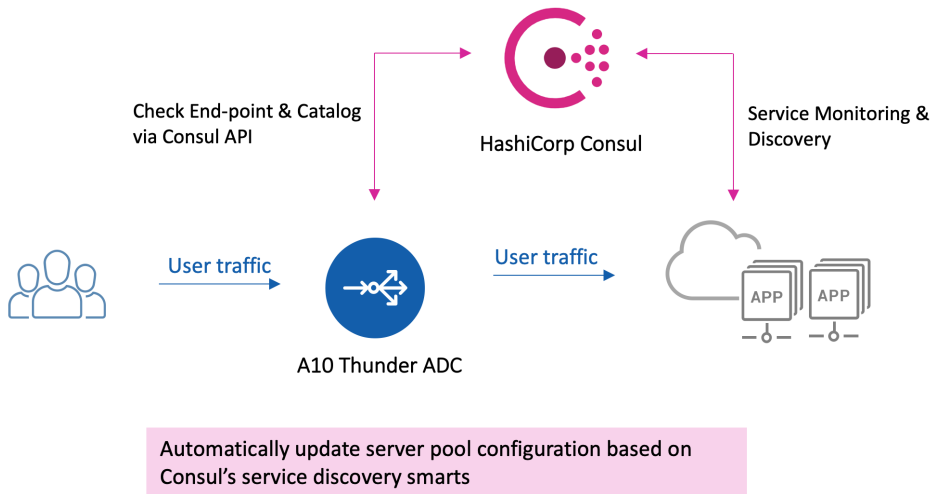 Check End-point & Catalog
via Consul API
HashiCorp Consul
Service Monitoring &
Discovery
User traffic
User traffic
APP
APP
A10 Thunder ADC
Automatically update server pool configuration based on
Consul’s service discovery smarts